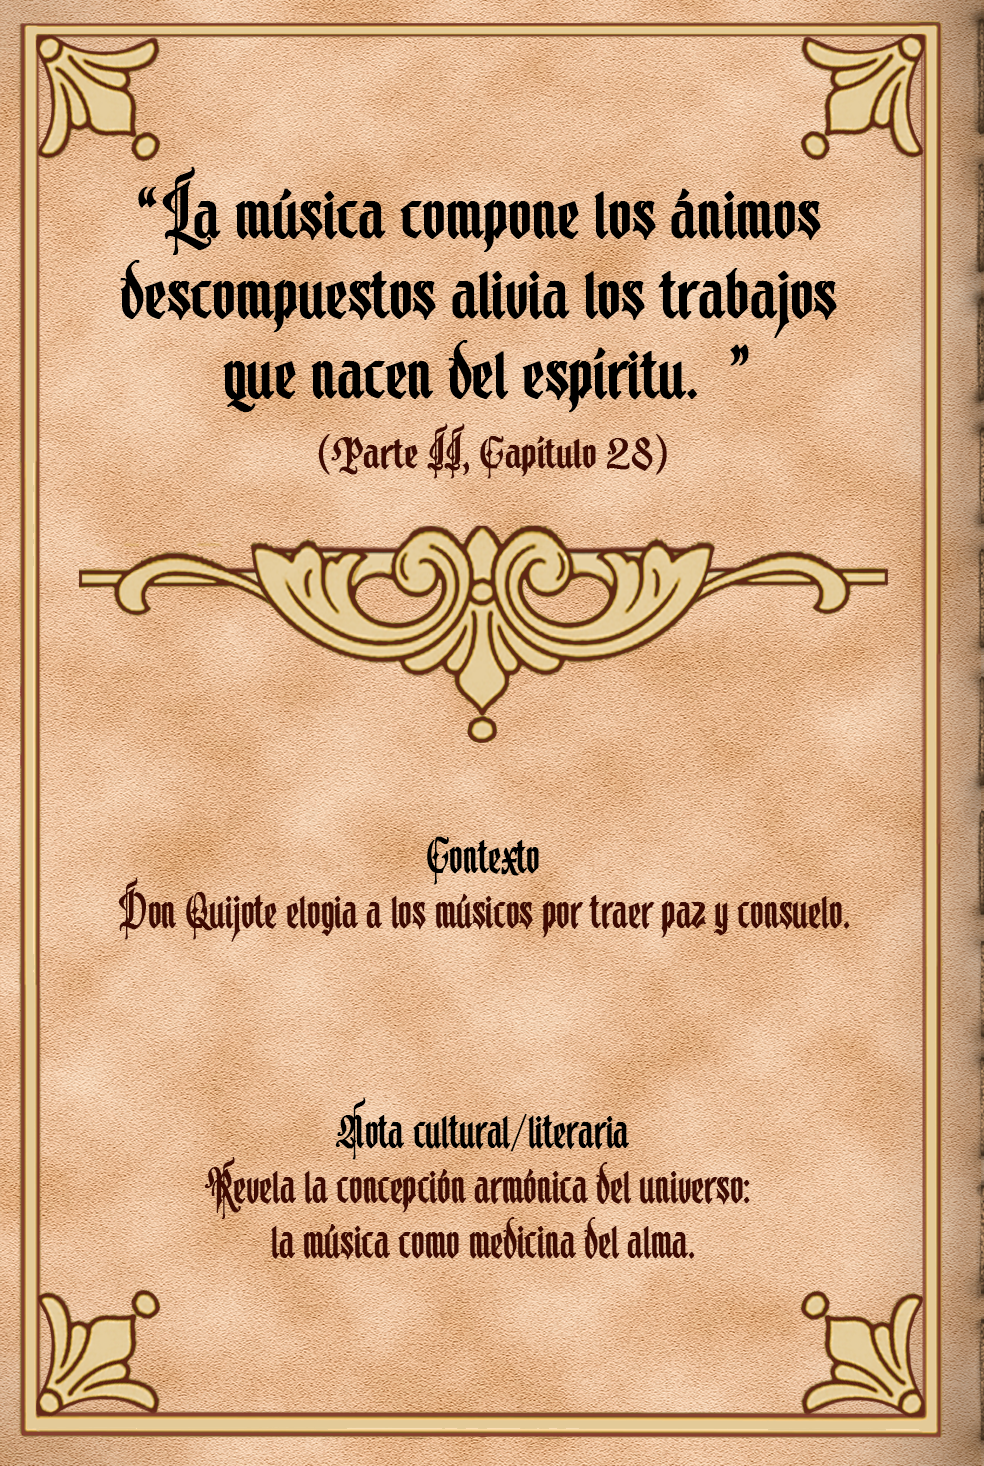 “La música compone los ánimos
descompuestos alivia los trabajos
que nacen del espíritu. ”
(Parte II, Capítulo 28)
Contexto
Don Quijote elogia a los músicos por traer paz y consuelo.
Nota cultural/literaria
Revela la concepción armónica del universo:
la música como medicina del alma.